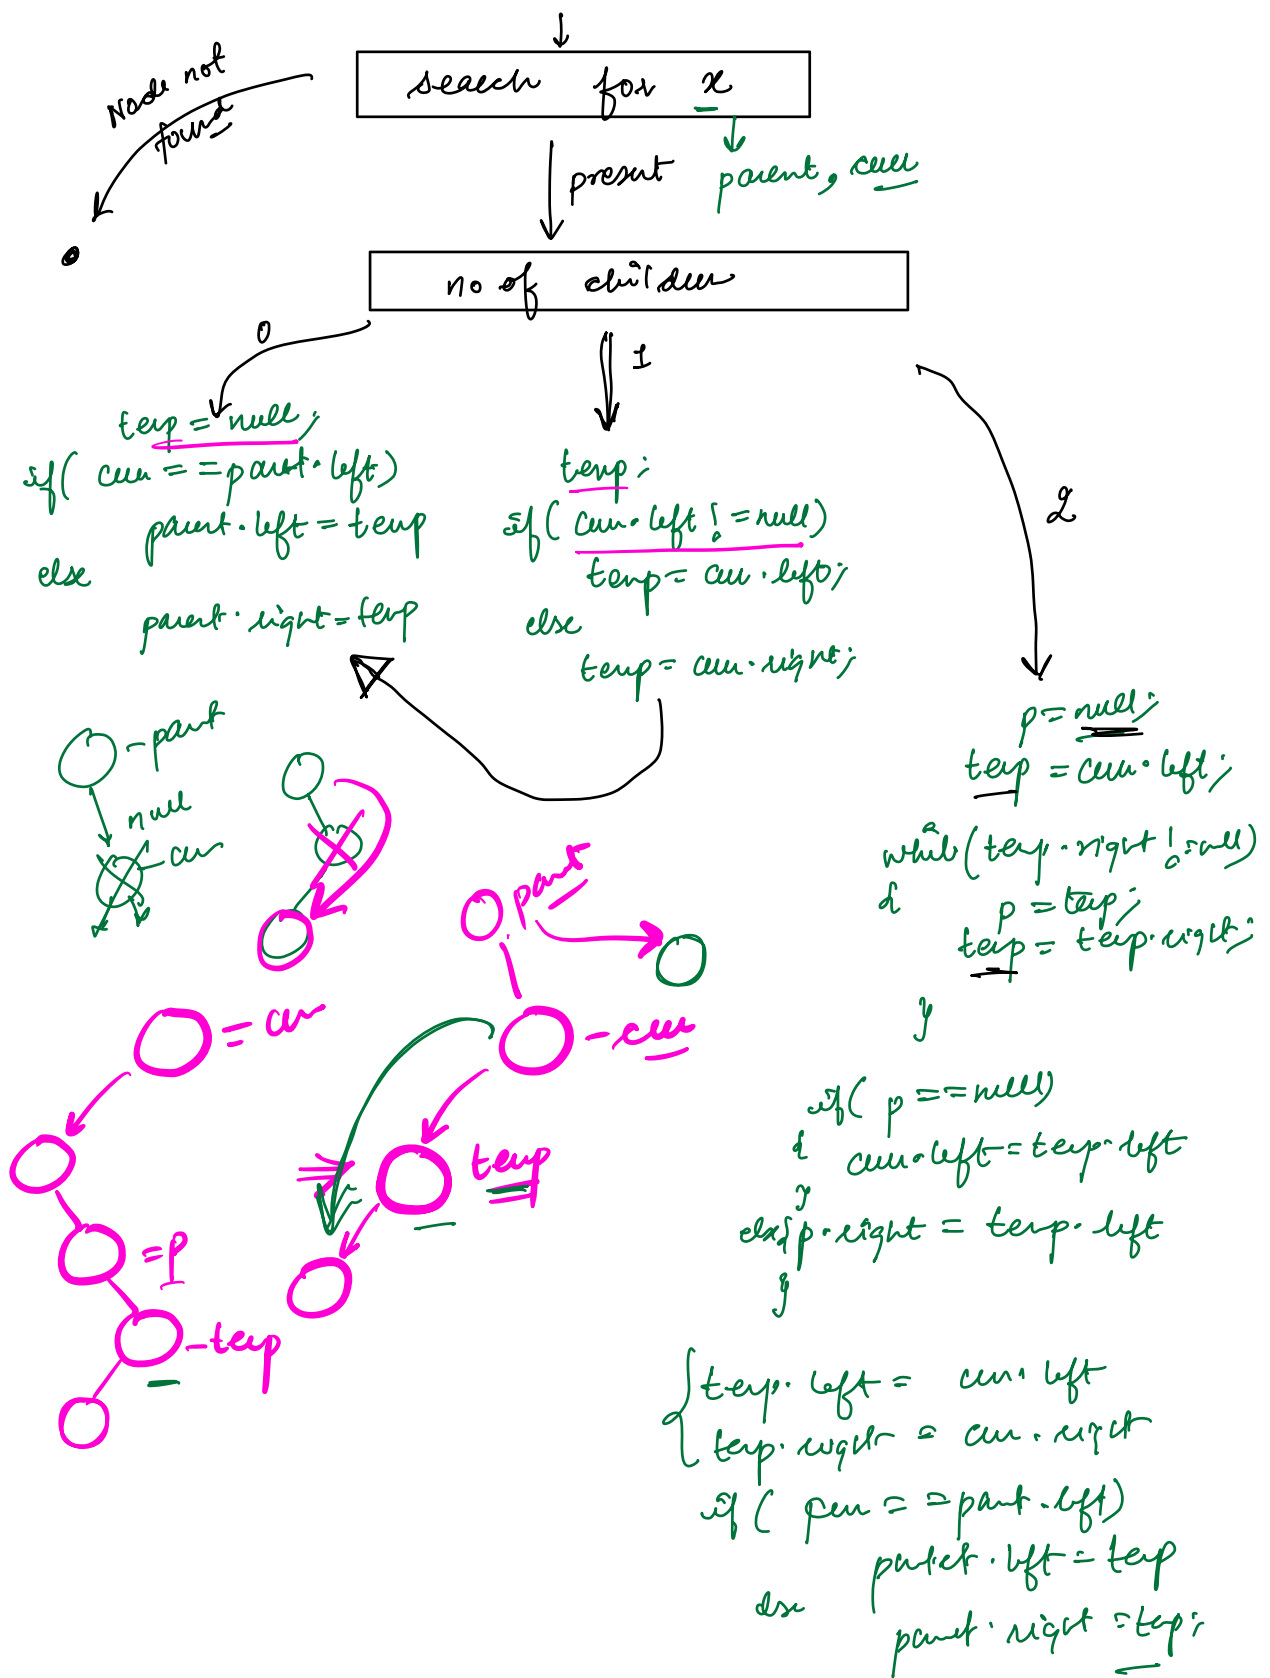 search for x
Node not
found
present
parent, curr
no of children
0
1
2
temp = null;
if( curr == parent.left)
parent.left = temp
else
parent.right = temp
temp;
if( curr.left != null)
temp = curr.left;
else
temp = curr.right;
p = null;
temp = curr.left;
while(temp.right != null)
{
p = temp;
temp = temp.right;
}
if( p == null)
{
curr.left = temp.left
}
else{ p.right = temp.left
}
{ temp.left = curr.left
temp.right = curr.right
if( curr == parent.left)
parent.left = temp
else
parent.right = temp;
- parent
null
- curr
parent
= curr
- curr
temp
= p
- temp